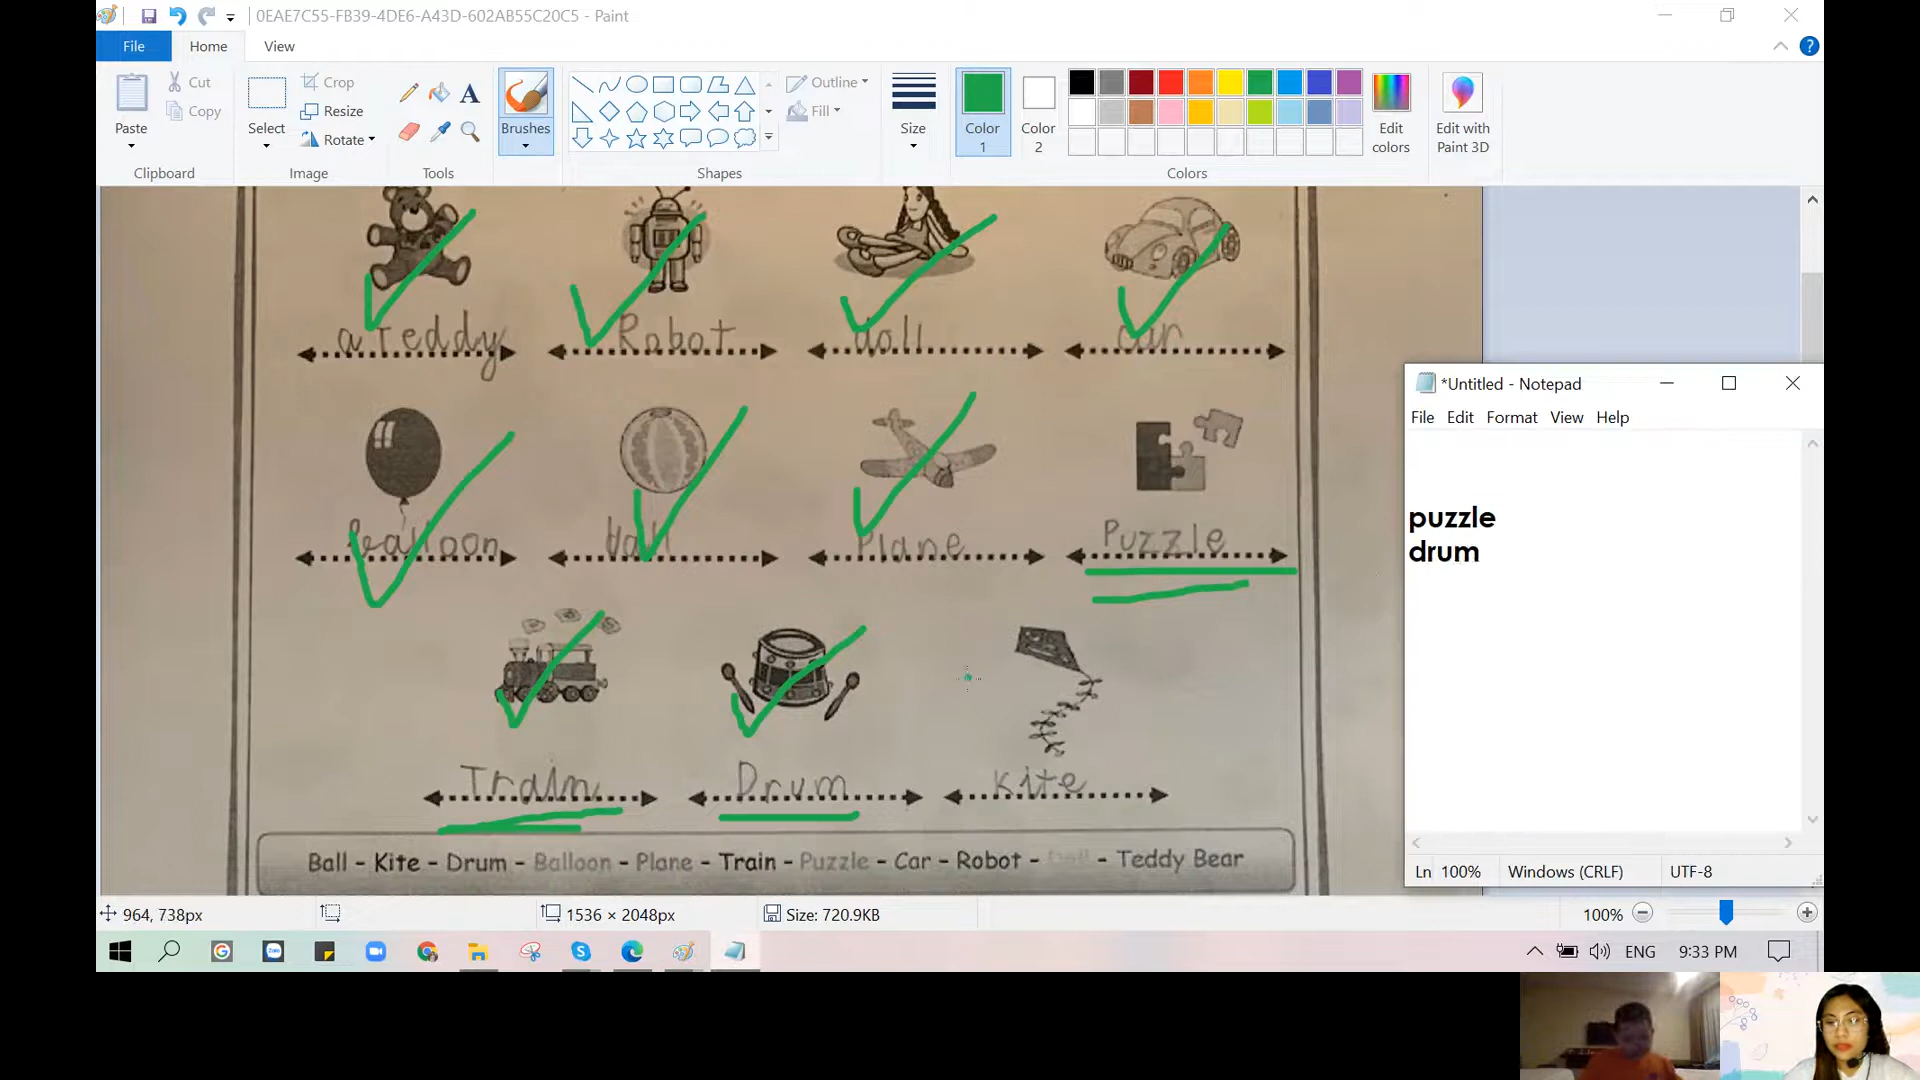 0EAE7C55-FB39-4DE6-A43D-602AB55C20C5 - Paint
File Home View
Paste
Cut
Copy
Clipboard
Select
Crop
Resize
Rotate
Image
Tools
Brushes
Outline
Fill
Shapes
Size
Color 1
Color 2
Edit colors
Colors
Edit with Paint 3D
a Teddy Robot doll car
balloon ball Plane Puzzle
Train Drum Kite
Ball - Kite - Drum - Balloon - Plane - Train - Puzzle - Car - Robot - Doll - Teddy Bear
*Untitled - Notepad
File Edit Format View Help
puzzle
drum
Ln 100% Windows (CRLF) UTF-8
964, 738px 1536 × 2048px Size: 720.9KB 100%
ENG 9:33 PM